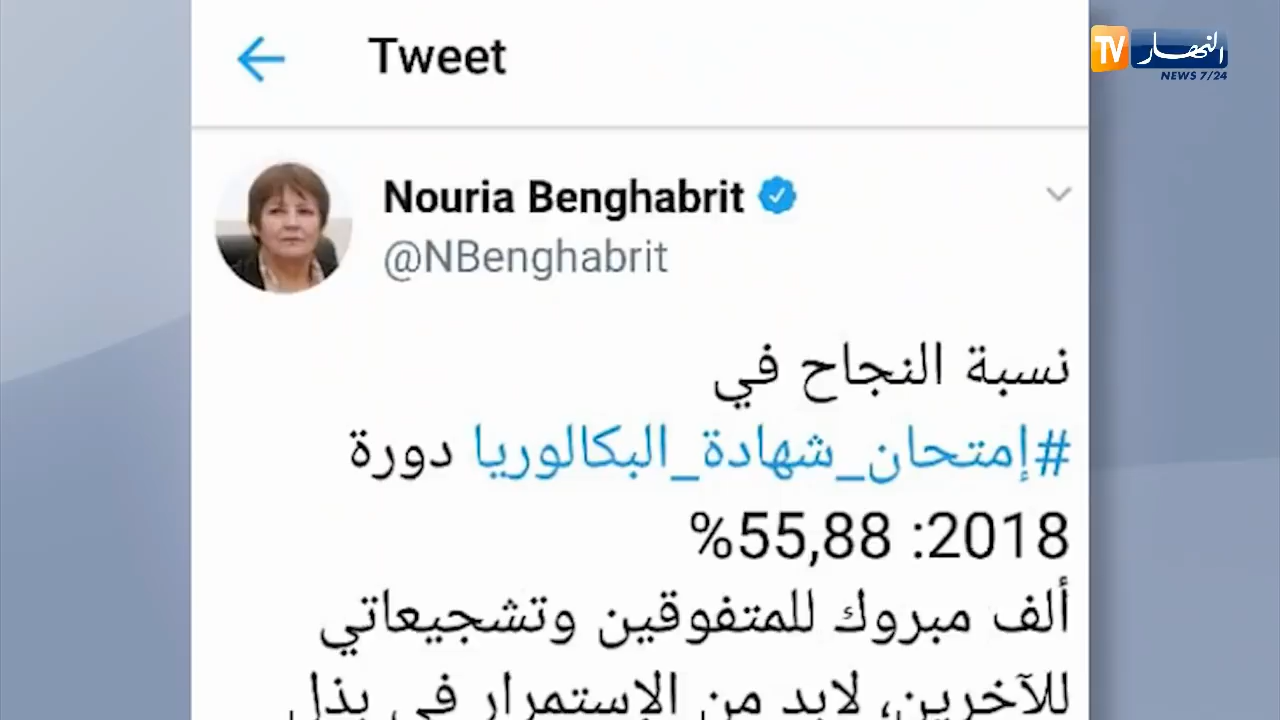 Tweet
TV النهار
NEWS 7/24
Nouria Benghabrit
@NBenghabrit
نسبة النجاح في
#إمتحان_شهادة_البكالوريا دورة
2018: 55,88%
ألف مبروك للمتفوقين وتشجيعاتي
للآخرين، لابد من الإستمرار في بذل